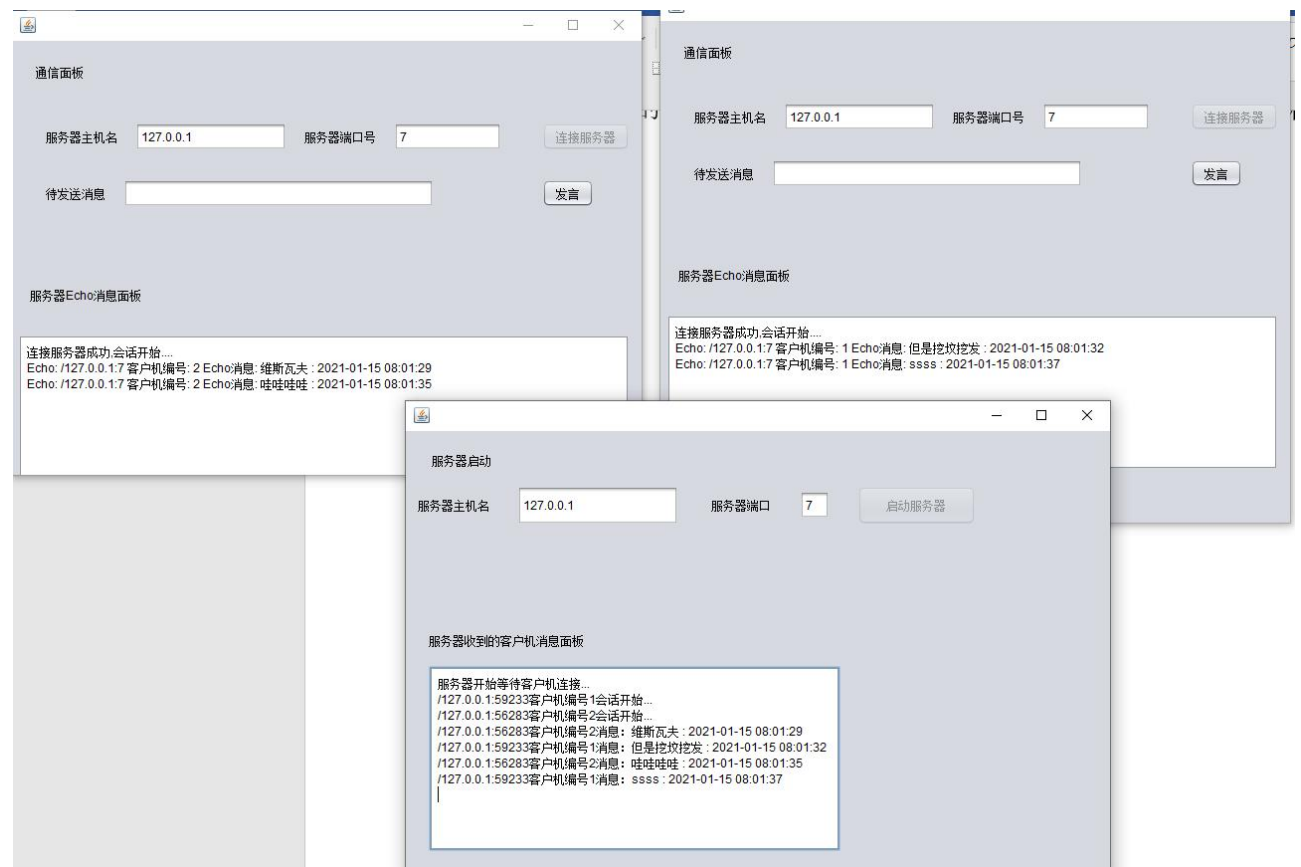 通信面板
服务器主机名 127.0.0.1 服务器端口号 7 连接服务器
待发送消息 发言
服务器Echo消息面板
连接服务器成功,会话开始....
Echo: /127.0.0.1:7 客户机编号: 2 Echo消息: 维斯瓦夫 : 2021-01-15 08:01:29
Echo: /127.0.0.1:7 客户机编号: 2 Echo消息: 哇哇哇哇 : 2021-01-15 08:01:35
通信面板
服务器主机名 127.0.0.1 服务器端口号 7 连接服务器
待发送消息 发言
服务器Echo消息面板
连接服务器成功,会话开始....
Echo: /127.0.0.1:7 客户机编号: 1 Echo消息: 但是挖坟挖发 : 2021-01-15 08:01:32
Echo: /127.0.0.1:7 客户机编号: 1 Echo消息: ssss : 2021-01-15 08:01:37
服务器启动
服务器主机名 127.0.0.1 服务器端口 7 启动服务器
服务器收到的客户机消息面板
服务器开始等待客户机连接...
/127.0.0.1:59233客户机编号1会话开始...
/127.0.0.1:56283客户机编号2会话开始...
/127.0.0.1:56283客户机编号2消息：维斯瓦夫 : 2021-01-15 08:01:29
/127.0.0.1:59233客户机编号1消息：但是挖坟挖发 : 2021-01-15 08:01:32
/127.0.0.1:56283客户机编号2消息：哇哇哇哇 : 2021-01-15 08:01:35
/127.0.0.1:59233客户机编号1消息：ssss : 2021-01-15 08:01:37